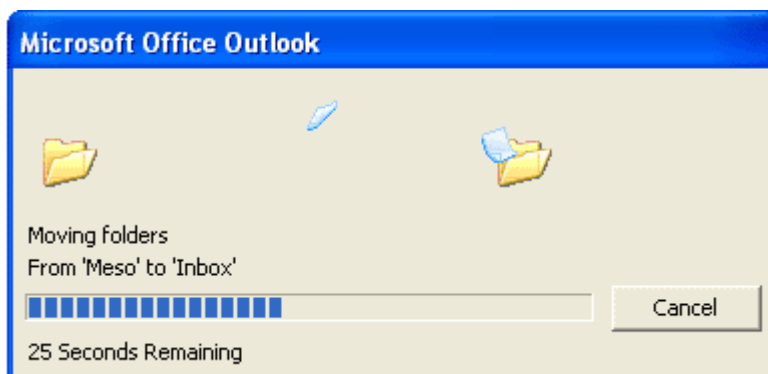 Microsoft Office Outlook
Moving folders
From 'Meso' to 'Inbox'
Cancel
25 Seconds Remaining